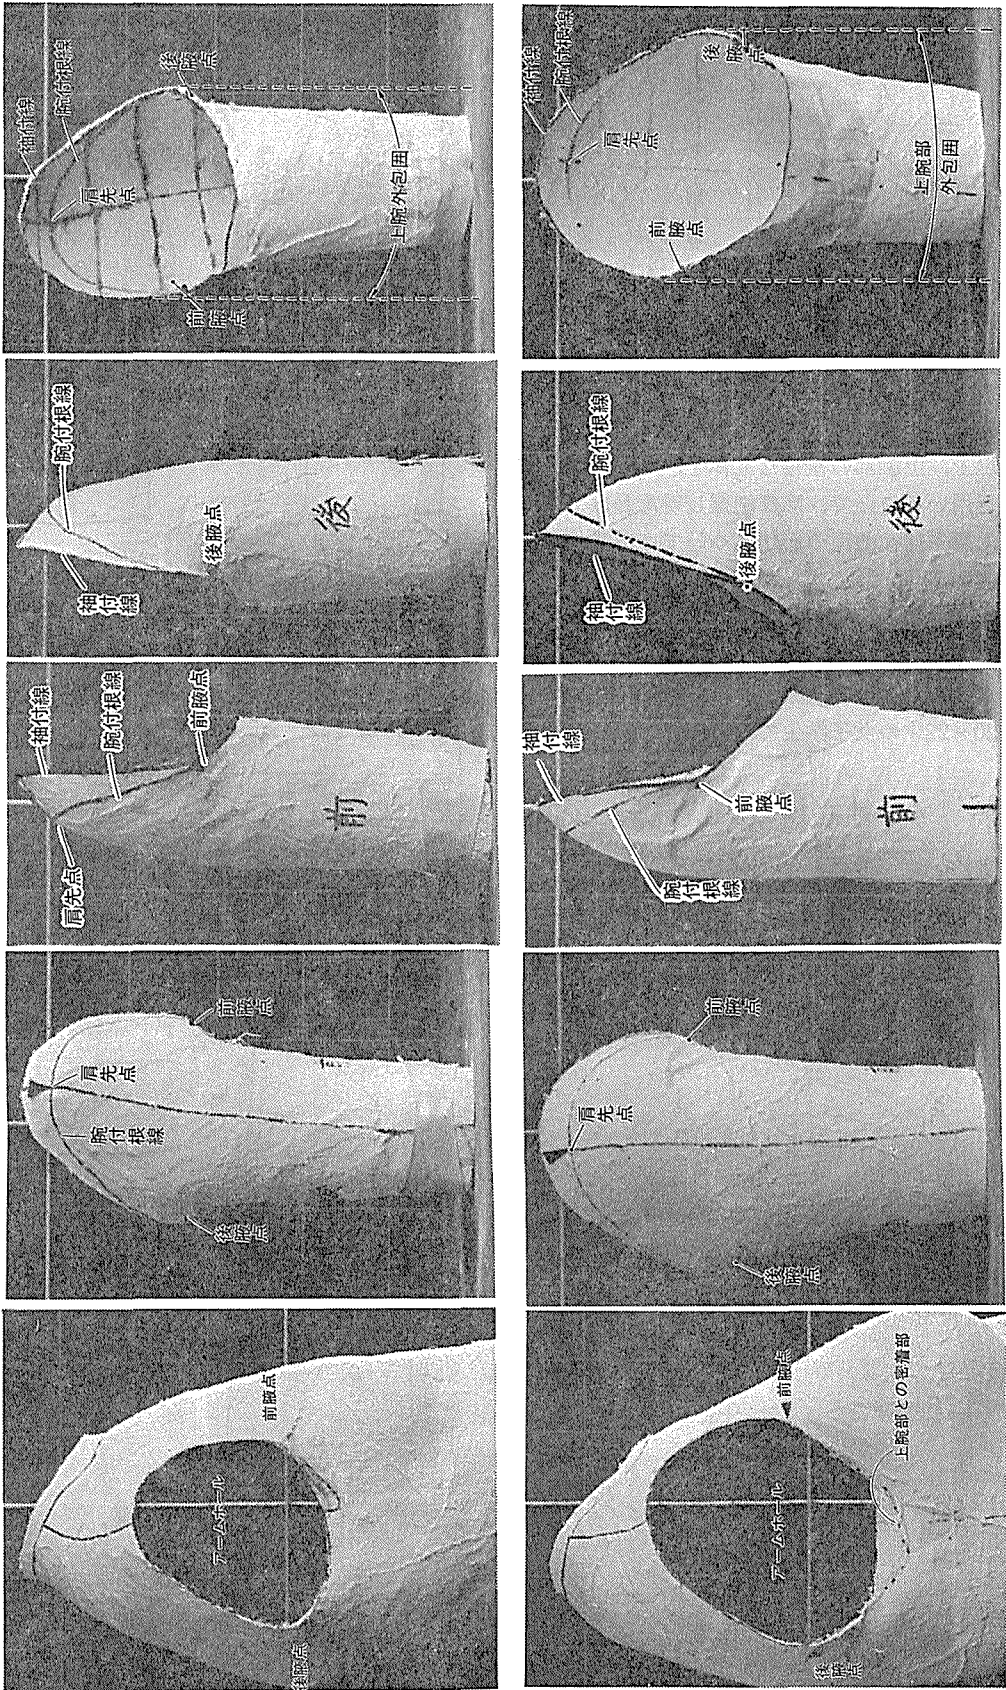 袖付線
腕付根線
後腋点
肩先点
前腋点
上腕外包囲
袖付線
腕付根線
後腋点
肩先点
前腋点
上腕部
外包囲
腕付根線
袖付線
後腋点
後
腕付根線
袖付線
後腋点
後
袖付線
腕付根線
前腋点
肩先点
前
袖付線
前腋点
腕付根線
前
前腋点
肩先点
腕付根線
後腋点
前腋点
肩先点
後腋点
前腋点
アームホール
後腋点
前腋点
アームホール
上腕部との密着部
後腋点